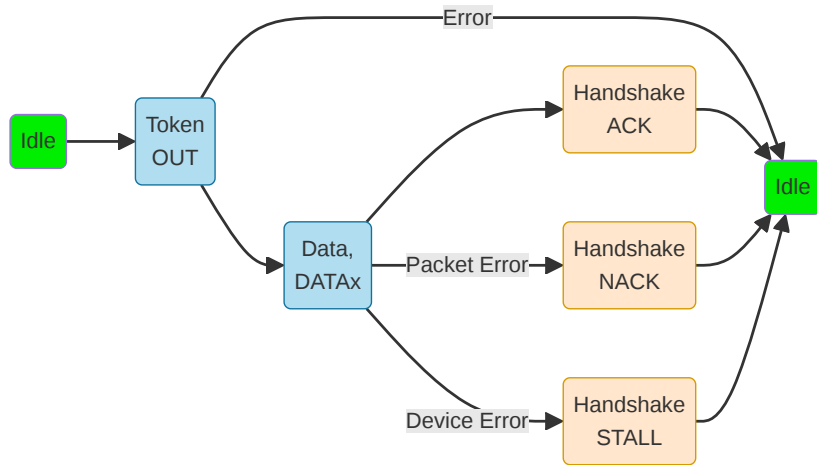 Error
Handshake
ACK
Token
OUT
Idle
Idle
Data,
DATAx
Packet Error
Handshake
NACK
Device Error
Handshake
STALL